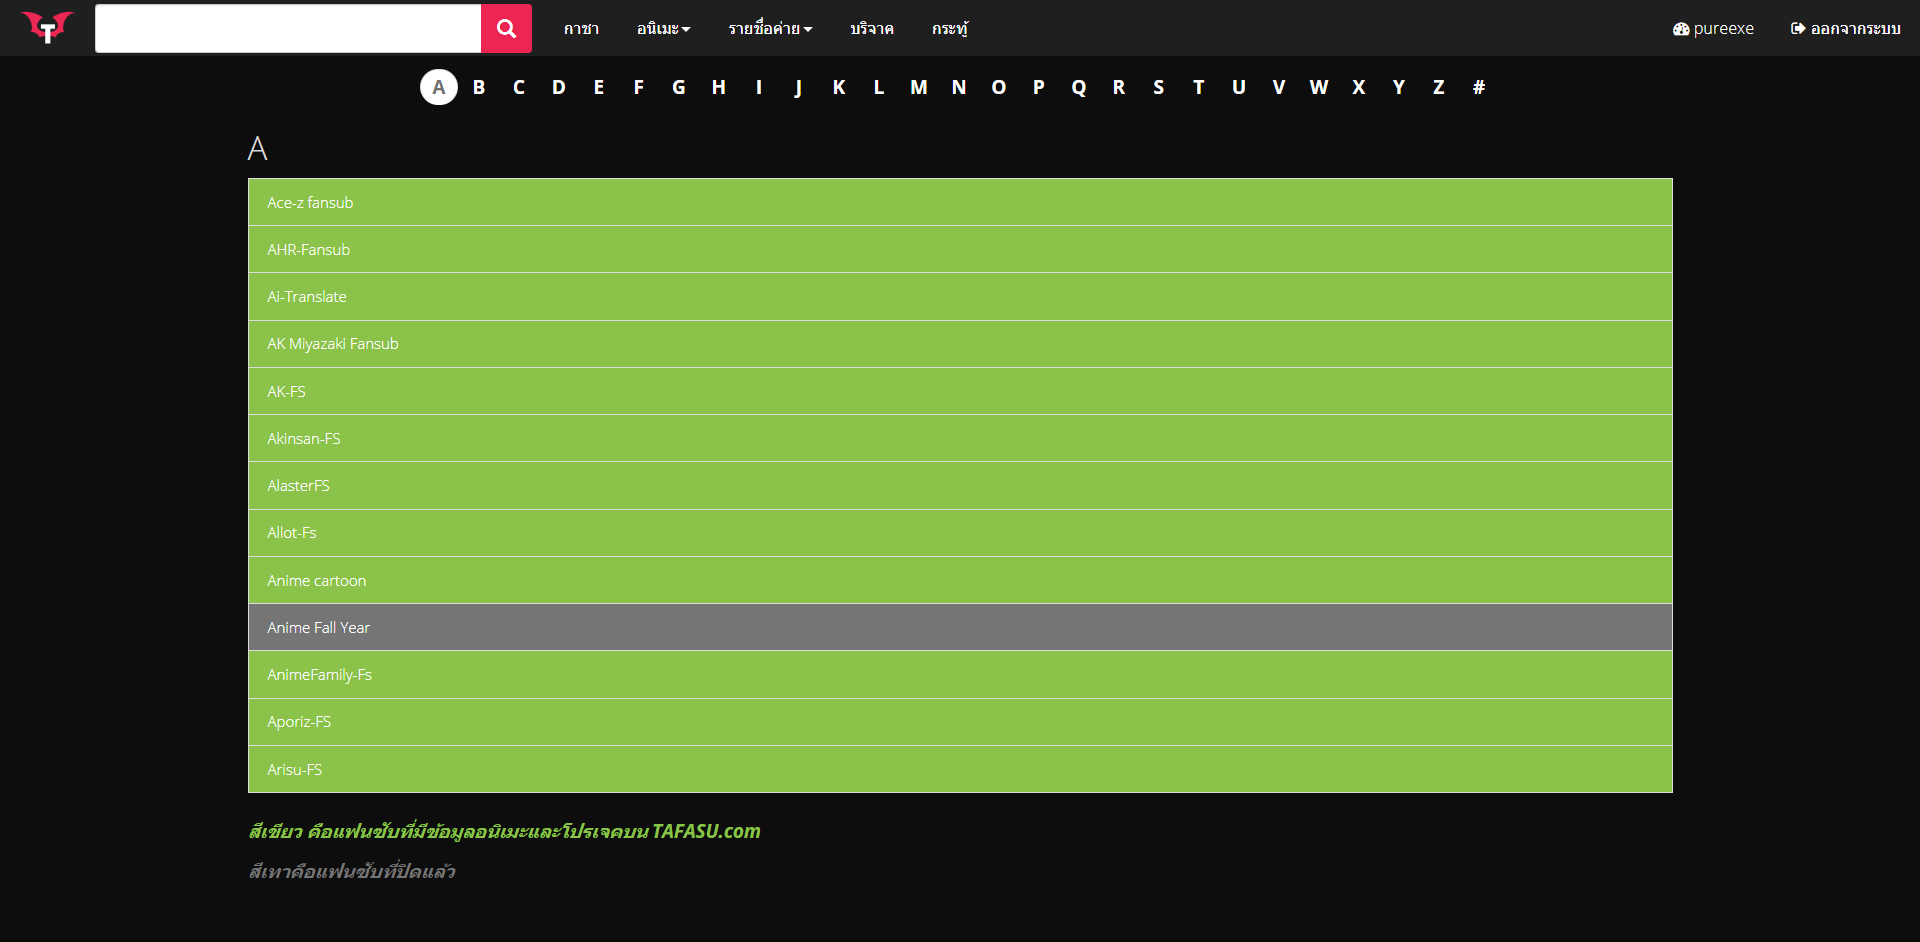 T
กาชา อนิเมะ รายชื่อค่าย บริจาค กระทู้ pureexe ออกจากระบบ
A B C D E F G H I J K L M N O P Q R S T U V W X Y Z #
A
Ace-z fansub
AHR-Fansub
Ai-Translate
AK Miyazaki Fansub
AK-FS
Akinsan-FS
AlasterFS
Allot-Fs
Anime cartoon
Anime Fall Year
AnimeFamily-Fs
Aporiz-FS
Arisu-FS
สีเขียว คือแฟนซับที่มีข้อมูลอนิเมะและโปรเจคบน TAFASU.com
สีเทาคือแฟนซับที่ปิดแล้ว